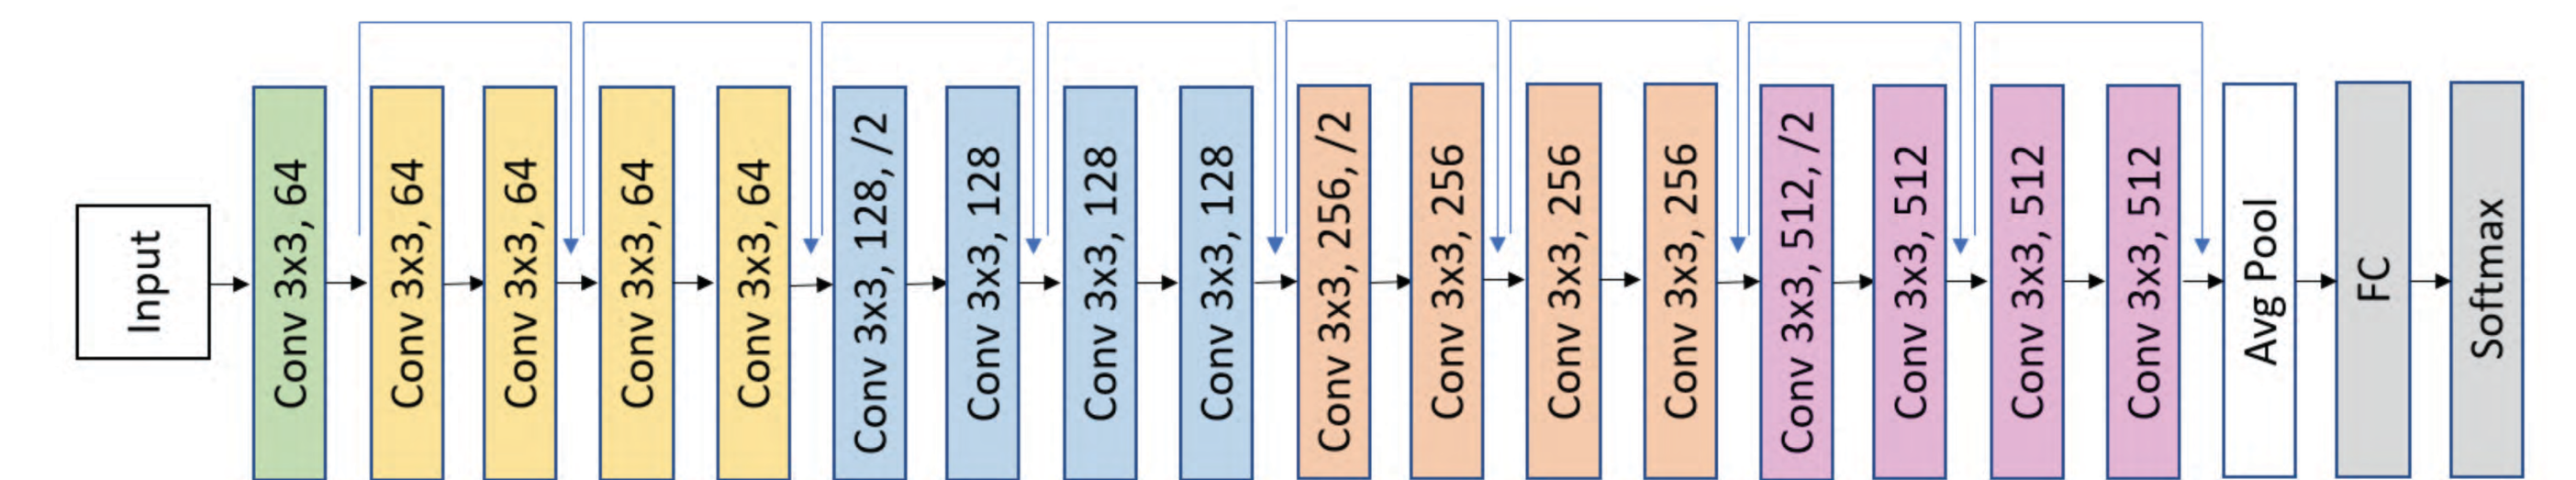 Input
Conv 3x3, 64
Conv 3x3, 64
Conv 3x3, 64
Conv 3x3, 64
Conv 3x3, 64
Conv 3x3, 128, /2
Conv 3x3, 128
Conv 3x3, 128
Conv 3x3, 128
Conv 3x3, 256, /2
Conv 3x3, 256
Conv 3x3, 256
Conv 3x3, 256
Conv 3x3, 512, /2
Conv 3x3, 512
Conv 3x3, 512
Conv 3x3, 512
Avg Pool
FC
Softmax